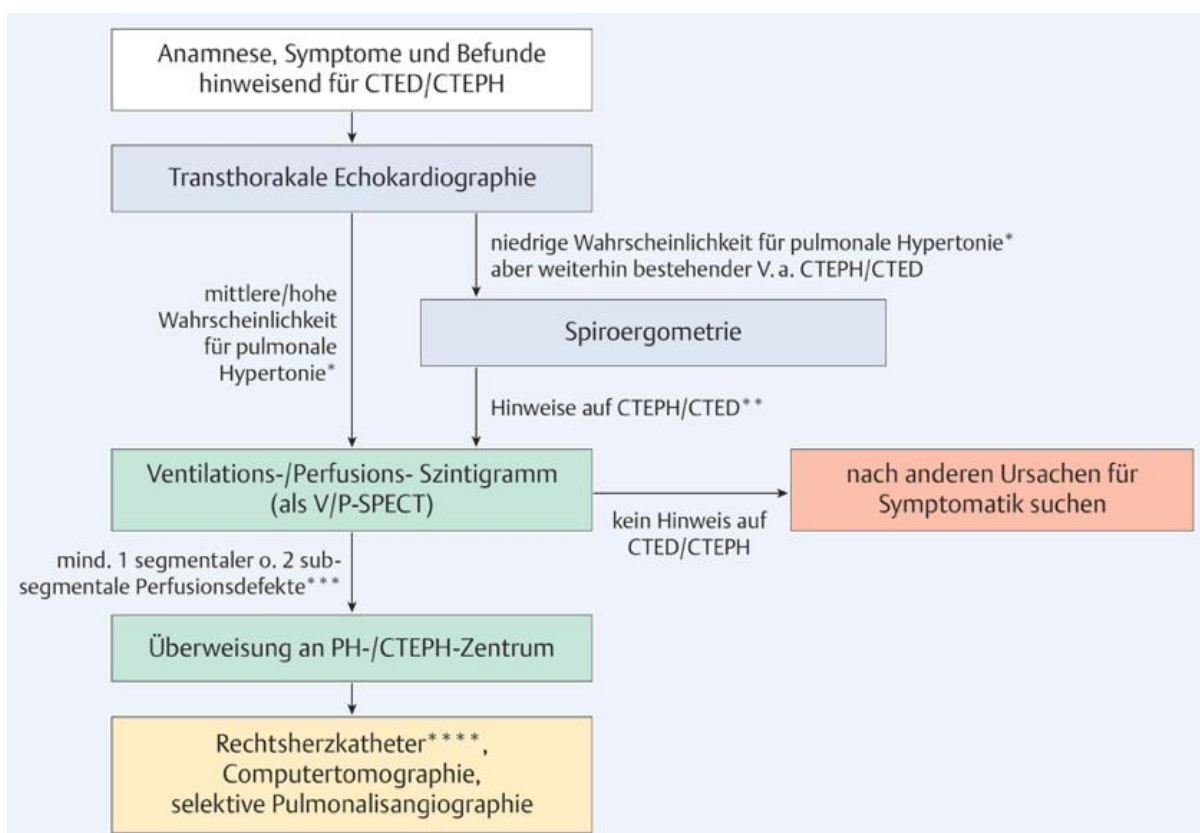 Anamnese, Symptome und Befunde
hinweisend für CTED/CTEPH
Transthorakale Echokardiographie
niedrige Wahrscheinlichkeit für pulmonale Hypertonie*
aber weiterhin bestehender V. a. CTEPH/CTED
mittlere/hohe
Wahrscheinlichkeit
für pulmonale
Hypertonie*
Spiroergometrie
Hinweise auf CTEPH/CTED**
Ventilations-/Perfusions- Szintigramm
(als V/P-SPECT)
kein Hinweis auf
CTED/CTEPH
nach anderen Ursachen für
Symptomatik suchen
mind. 1 segmentaler o. 2 sub-
segmentale Perfusionsdefekte***
Überweisung an PH-/CTEPH-Zentrum
Rechtsherzkatheter****,
Computertomographie,
selektive Pulmonalisangiographie